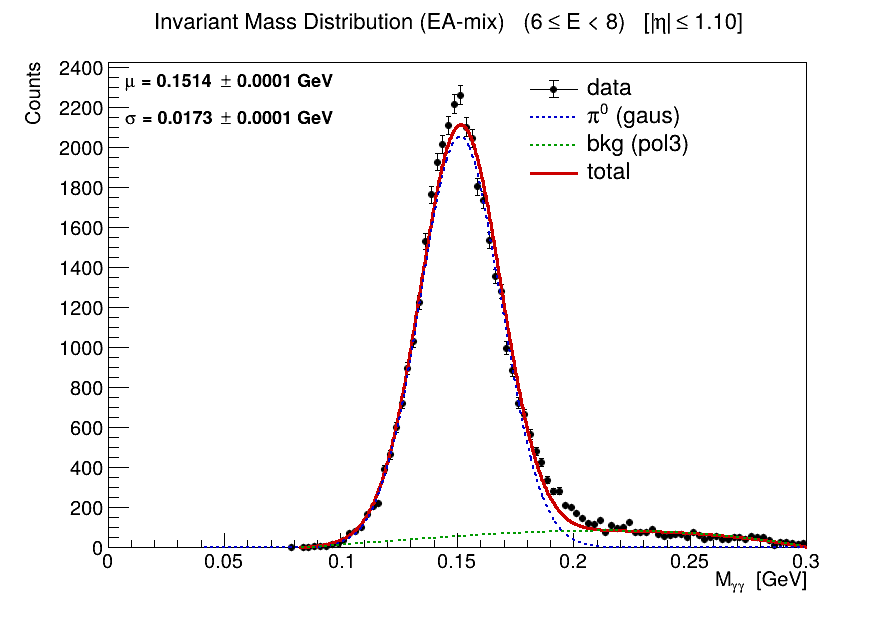 Invariant Mass Distribution (EA-mix) (6 ≤ E < 8) [|η| ≤ 1.10]
Counts
μ = 0.1514 ± 0.0001 GeV
σ = 0.0173 ± 0.0001 GeV
data
π⁰ (gaus)
bkg (pol3)
total
2400
2200
2000
1800
1600
1400
1200
1000
800
600
400
200
0
0 0.05 0.1 0.15 0.2 0.25 0.3
Mγγ [GeV]